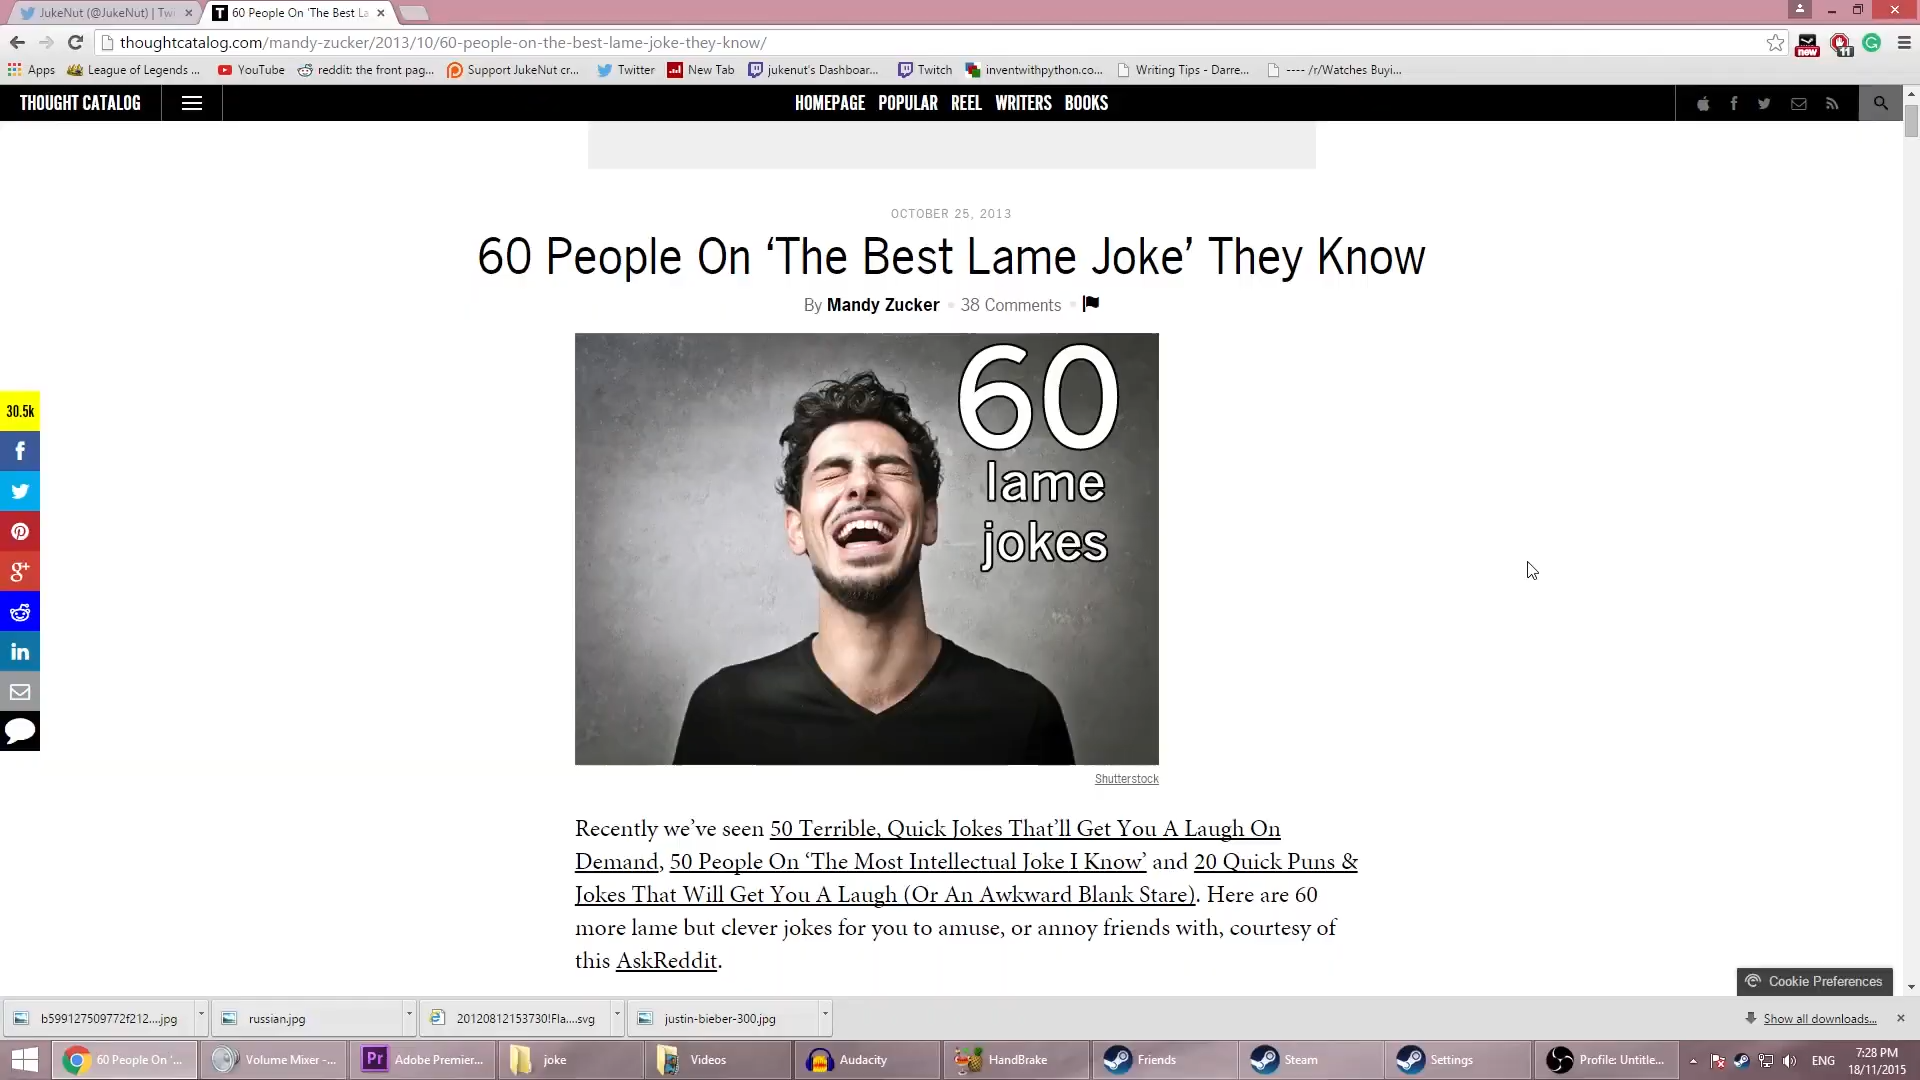 JukeNut (@JukeNut) | Twi
60 People On 'The Best La
thoughtcatalog.com/mandy-zucker/2013/10/60-people-on-the-best-lame-joke-they-know/
new
11
Apps League of Legends ... YouTube reddit: the front pag... Support JukeNut cr... Twitter New Tab jukenut's Dashboar... Twitch inventwithpython.co... Writing Tips - Darre... ---- /r/Watches Buyi...
THOUGHT CATALOG HOMEPAGE POPULAR REEL WRITERS BOOKS
OCTOBER 25, 2013
60 People On ‘The Best Lame Joke’ They Know
By Mandy Zucker 38 Comments
60
lame
jokes
30.5k
Shutterstock
Recently we’ve seen 50 Terrible, Quick Jokes That’ll Get You A Laugh On
Demand, 50 People On ‘The Most Intellectual Joke I Know’ and 20 Quick Puns &
Jokes That Will Get You A Laugh (Or An Awkward Blank Stare). Here are 60
more lame but clever jokes for you to amuse, or annoy friends with, courtesy of
this AskReddit.
Cookie Preferences
b599127509772f212....jpg russian.jpg 20120812153730!Fla....svg justin-bieber-300.jpg Show all downloads...
60 People On '... Volume Mixer -... Pr Adobe Premier... joke Videos Audacity HandBrake Friends Steam Settings Profile: Untitle... ENG 7:28 PM
18/11/2015